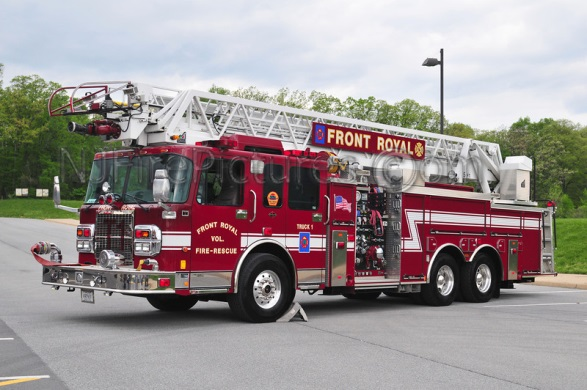 FRONT ROYAL
FRONT ROYAL
VOL.
FIRE-RESCUE
TRUCK 1